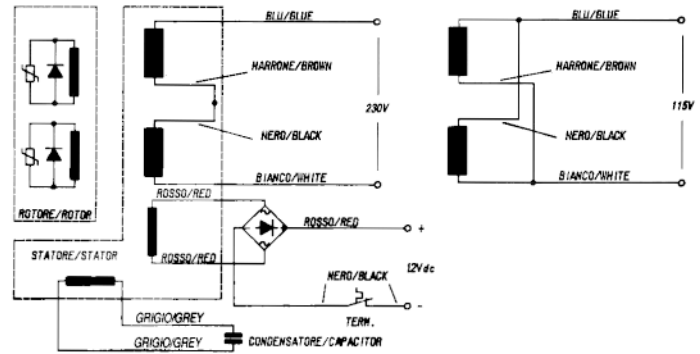 BLU/BLUE
MARRONE/BROWN
230V
NERO/BLACK
BIANCO/WHITE
BLU/BLUE
MARRONE/BROWN
115V
NERO/BLACK
BIANCO/WHITE
ROTORE/ROTOR
ROSSO/RED
ROSSO/RED
ROSSO/RED
+
STATORE/STATOR
12Vdc
NERO/BLACK
-
TERM.
GRIGIO/GREY
GRIGIO/GREY
CONDENSATORE/CAPACITOR